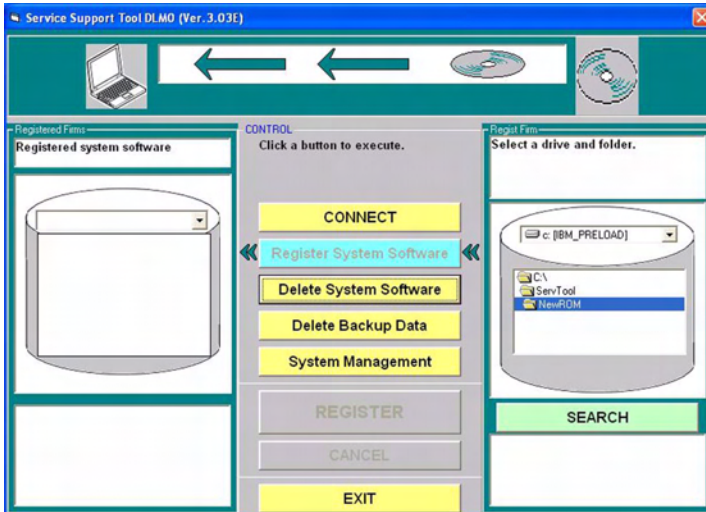 Service Support Tool DLMO (Ver.3.03E)
Registered Firms
Registered system software
CONTROL
Click a button to execute.
CONNECT
Register System Software
Delete System Software
Delete Backup Data
System Management
REGISTER
CANCEL
EXIT
Regist Firm
Select a drive and folder.
c: [IBM_PRELOAD]
C:\
ServTool
NewROM
SEARCH